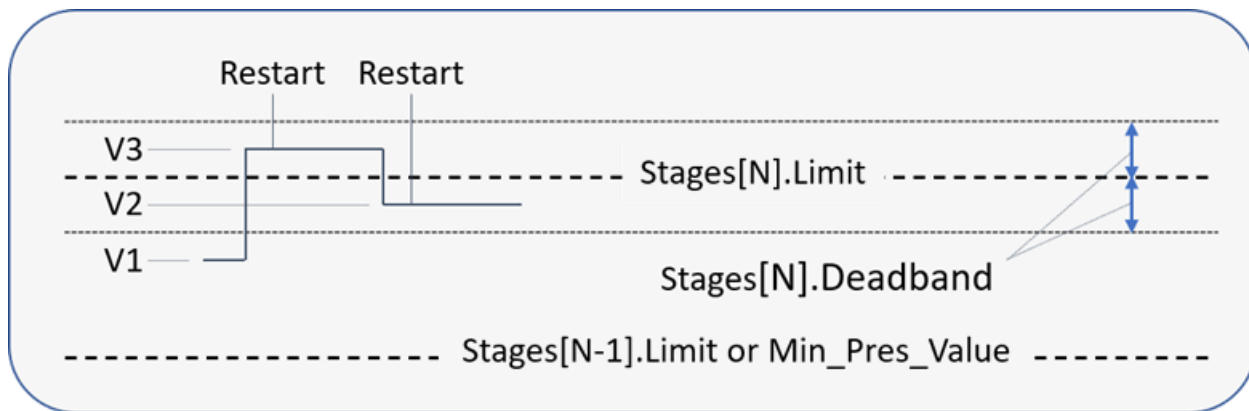 Restart Restart
V3
Stages[N].Limit
V2
V1
Stages[N].Deadband
Stages[N-1].Limit or Min_Pres_Value